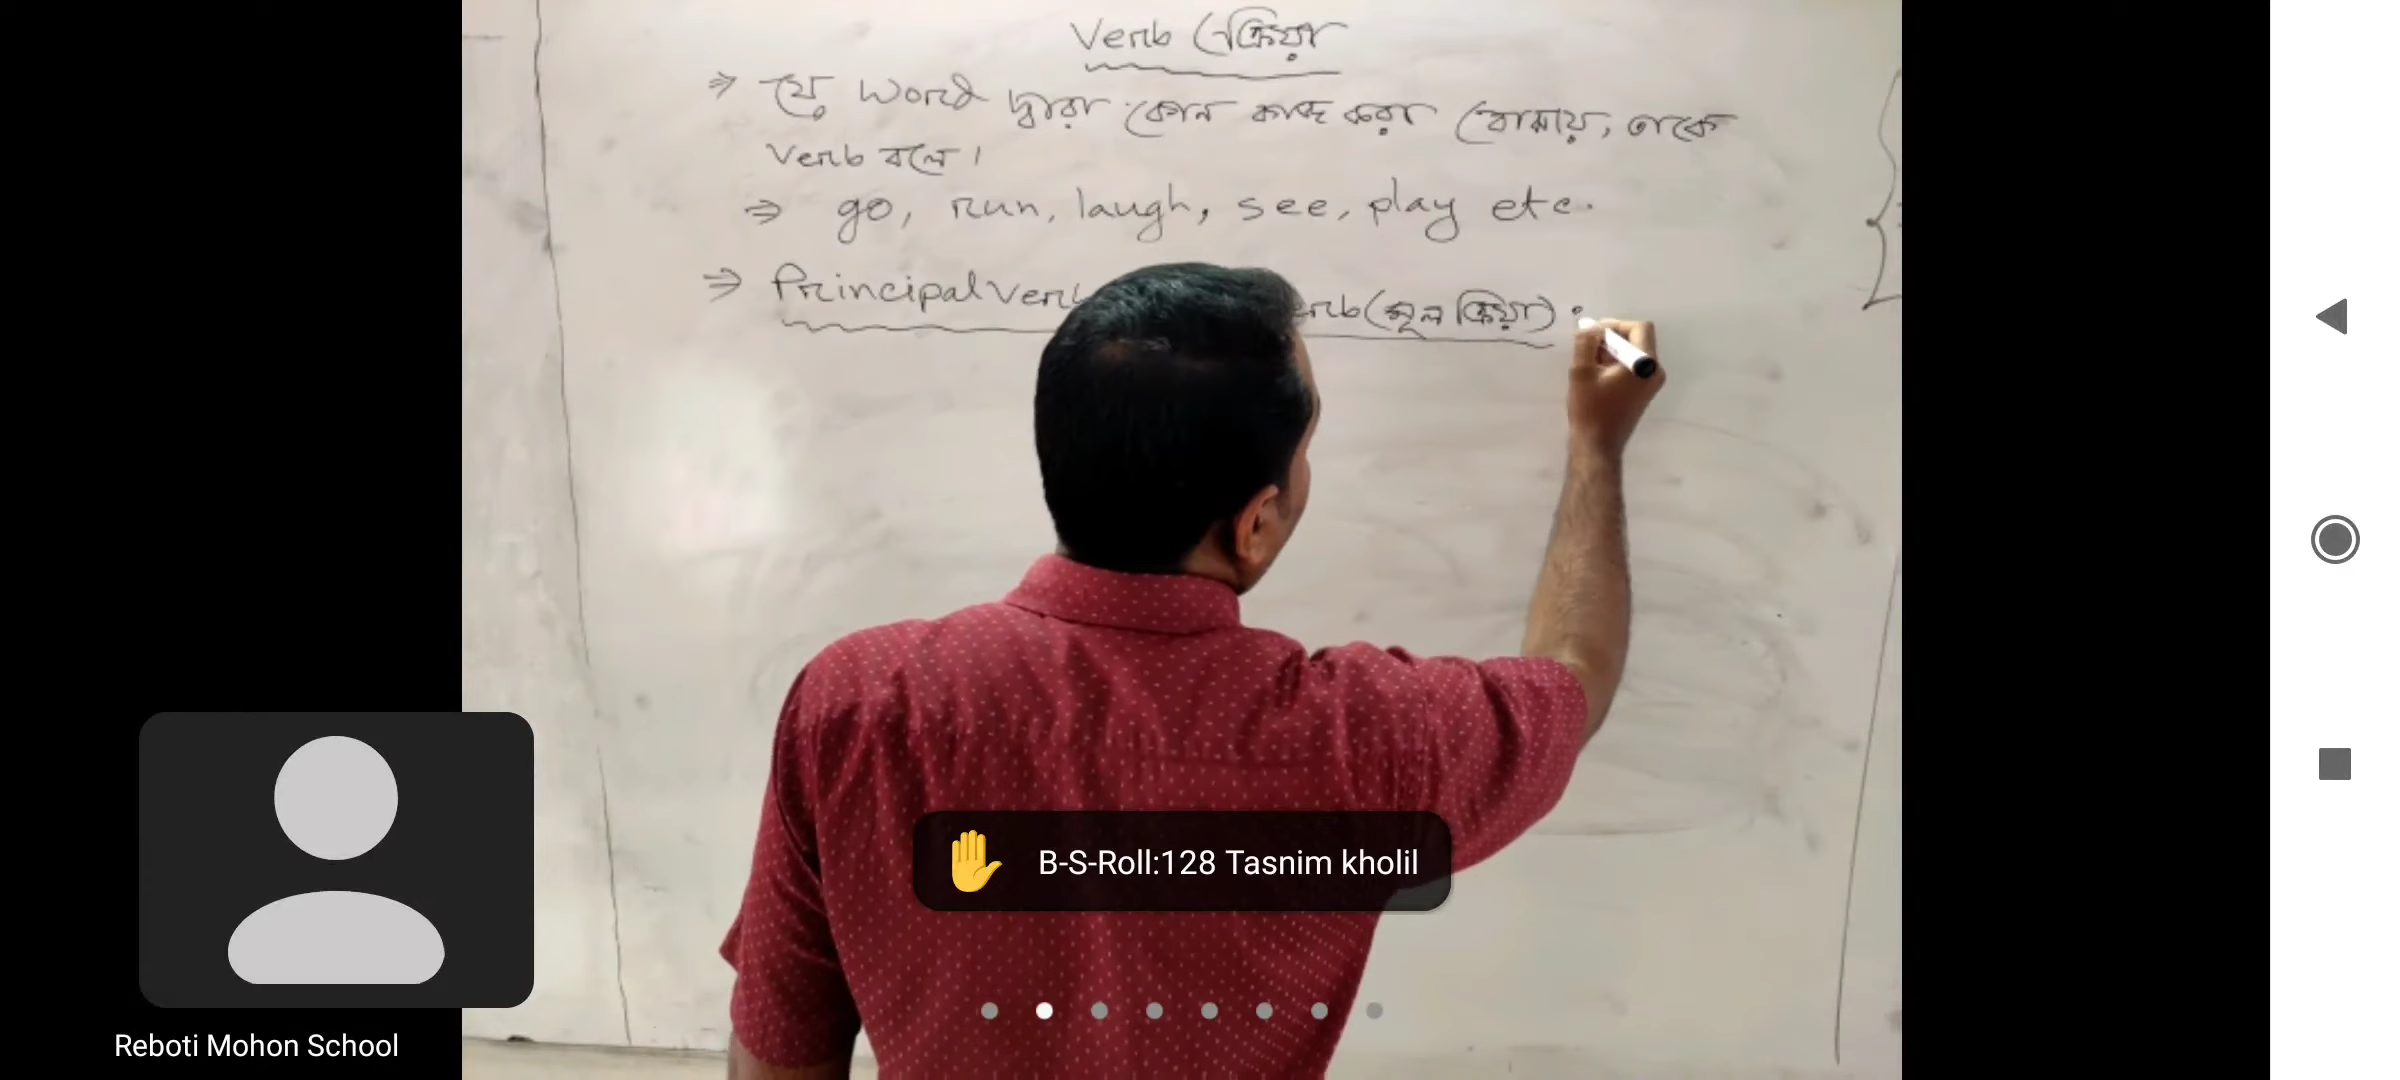 Verb (ক্রিয়া
⇒ যে word দ্বারা কোন কাজ করা বোঝায়, তাকে
Verb বলে।
⇒ go, run, laugh, see, play etc.
⇒ Principal Verb (মূল ক্রিয়া) :
B-S-Roll:128 Tasnim kholil
Reboti Mohon School